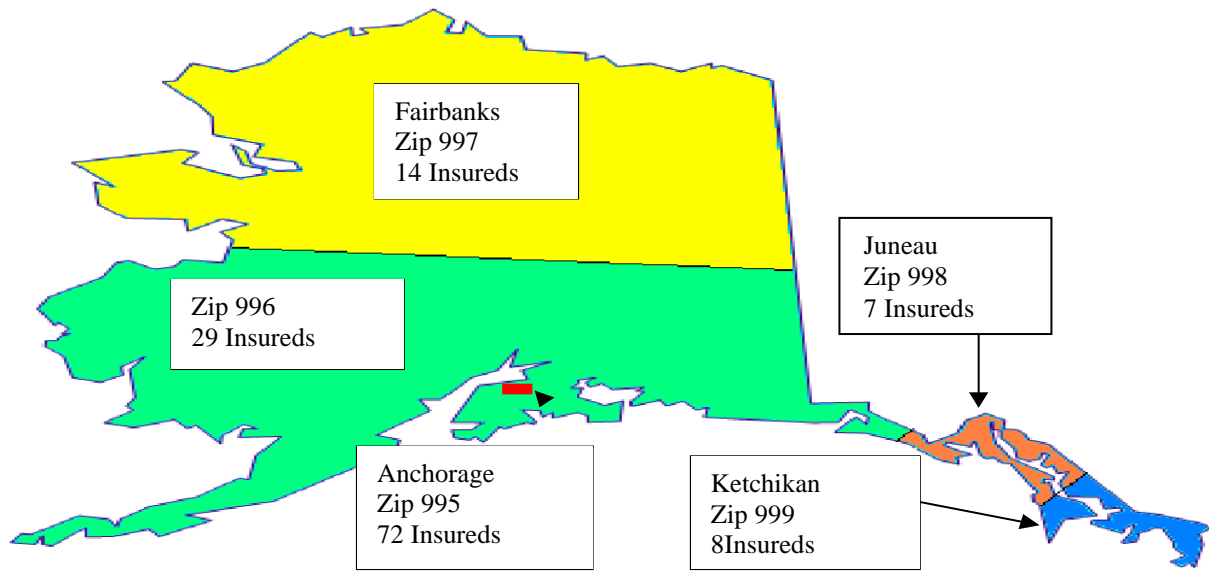 Fairbanks
Zip 997
14 Insureds
Juneau
Zip 998
7 Insureds
Zip 996
29 Insureds
Anchorage
Zip 995
72 Insureds
Ketchikan
Zip 999
8Insureds